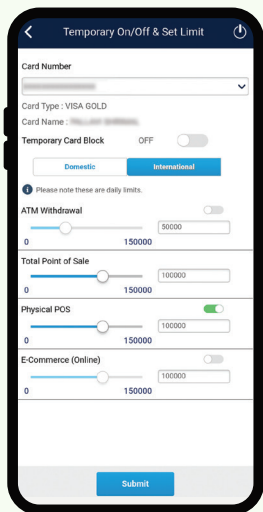 Temporary On/Off & Set Limit
Card Number
Card Type : VISA GOLD
Card Name :
Temporary Card Block OFF
Domestic International
i Please note these are daily limits.
ATM Withdrawal
50000
0 150000
Total Point of Sale
100000
0 150000
Physical POS
100000
0 150000
E-Commerce (Online)
100000
0 150000
Submit